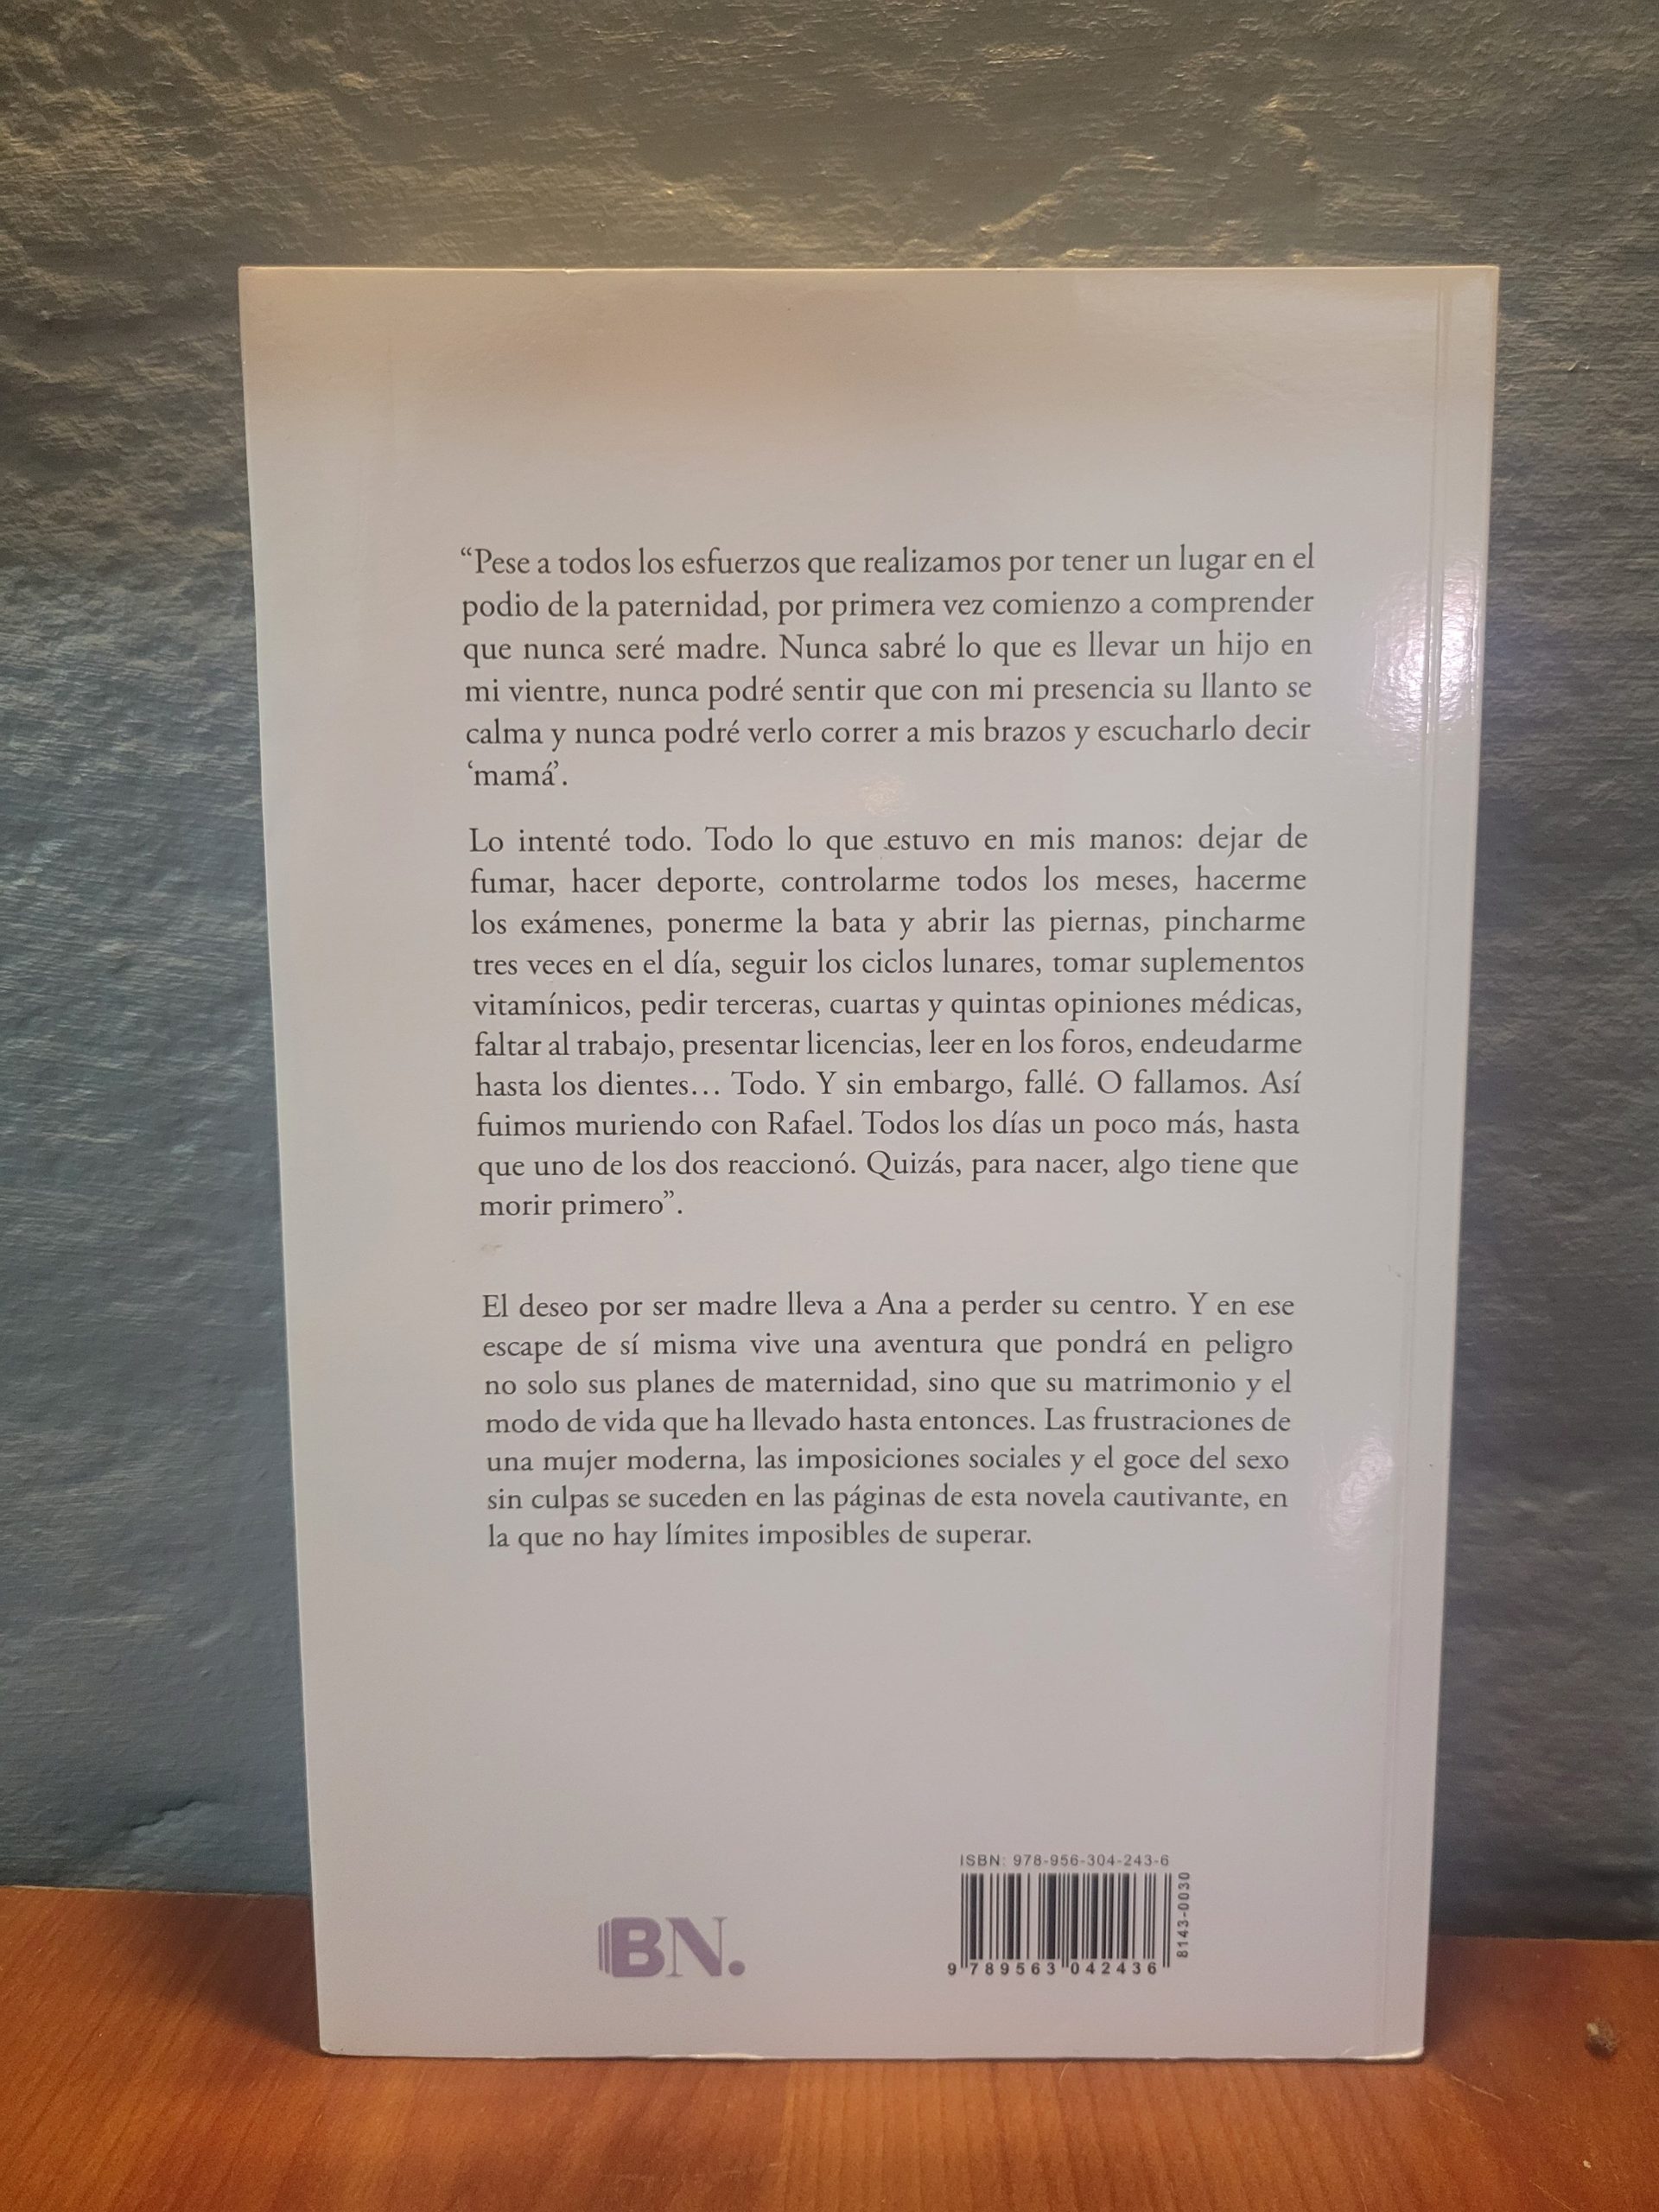 “Pese a todos los esfuerzos que realizamos por tener un lugar en el
podio de la paternidad, por primera vez comienzo a comprender
que nunca seré madre. Nunca sabré lo que es llevar un hijo en
mi vientre, nunca podré sentir que con mi presencia su llanto se
calma y nunca podré verlo correr a mis brazos y escucharlo decir
‘mamá’.
Lo intenté todo. Todo lo que estuvo en mis manos: dejar de
fumar, hacer deporte, controlarme todos los meses, hacerme
los exámenes, ponerme la bata y abrir las piernas, pincharme
tres veces en el día, seguir los ciclos lunares, tomar suplementos
vitamínicos, pedir terceras, cuartas y quintas opiniones médicas,
faltar al trabajo, presentar licencias, leer en los foros, endeudarme
hasta los dientes… Todo. Y sin embargo, fallé. O fallamos. Así
fuimos muriendo con Rafael. Todos los días un poco más, hasta
que uno de los dos reaccionó. Quizás, para nacer, algo tiene que
morir primero”.
El deseo por ser madre lleva a Ana a perder su centro. Y en ese
escape de sí misma vive una aventura que pondrá en peligro
no solo sus planes de maternidad, sino que su matrimonio y el
modo de vida que ha llevado hasta entonces. Las frustraciones de
una mujer moderna, las imposiciones sociales y el goce del sexo
sin culpas se suceden en las páginas de esta novela cautivante, en
la que no hay límites imposibles de superar.
BN.
ISBN: 978-956-304-243-6
9 789563 042436
8143-0030